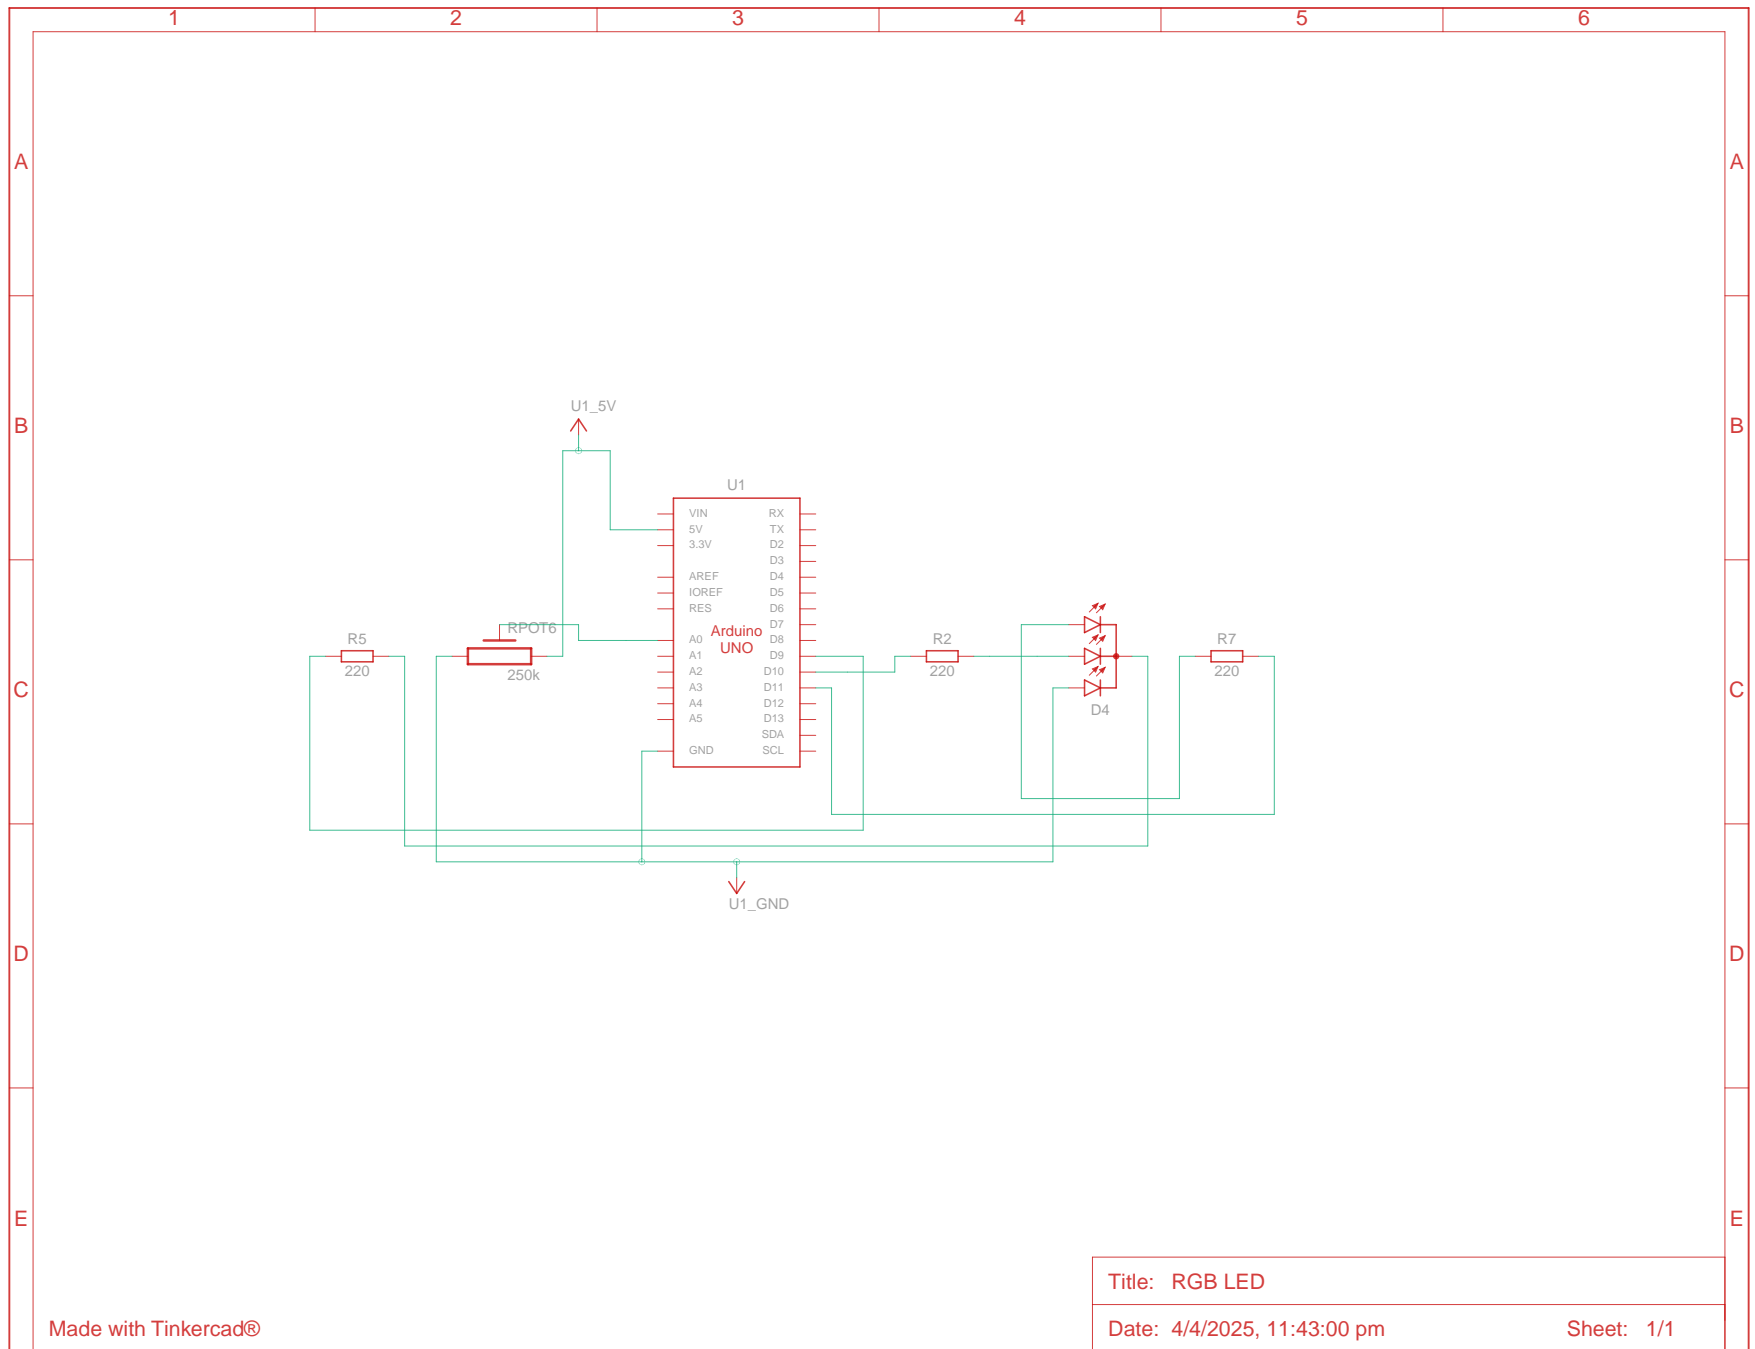 1 2 3 4 5 6
A A
B B
C C
D D
E E
U1_5V
U1
VIN RX
5V TX
3.3V D2
D3
AREF D4
IOREF D5
RES D6
D7
A0 D8
A1 D9
A2 D10
A3 D11
A4 D12
A5 D13
SDA
GND SCL
Arduino
UNO
R5
220
RPOT6
250k
R2
220
D4
R7
220
U1_GND
Title: RGB LED
Made with Tinkercad®
Date: 4/4/2025, 11:43:00 pm Sheet: 1/1